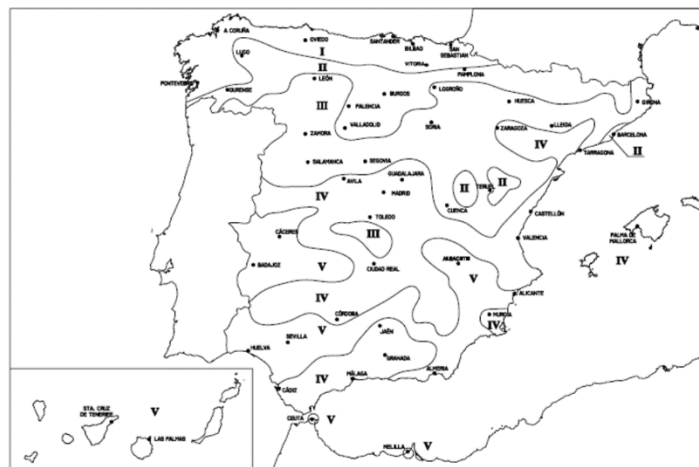 A CORUÑA
OVIEDO
SANTANDER
BILBAO
SAN
SEBASTIAN
LUGO
I
VITORIA
PAMPLONA
II
PONTEVEDRA
LEÓN
OURENSE
BURGOS
LOGROÑO
HUESCA
GIRONA
III
PALENCIA
VALLADOLID
SORIA
ZARAGOZA
LLEIDA
BARCELONA
ZAMORA
IV
II
TARRAGONA
SALAMANCA
SEGOVIA
AVILA
GUADALAJARA
TERUEL
II
II
IV
MADRID
CUENCA
CASTELLÓN
TOLEDO
PALMA DE
MALLORCA
CÁCERES
III
VALENCIA
IV
BADAJOZ
V
CIUDAD REAL
V
ALICANTE
IV
MURCIA
IV
CÓRDOBA
V
JAÉN
SEVILLA
HUELVA
GRANADA
IV
MÁLAGA
ALMERIA
CÁDIZ
STA. CRUZ
DE TENERIFE
V
LAS PALMAS
CEUTA
V
MELILLA
V